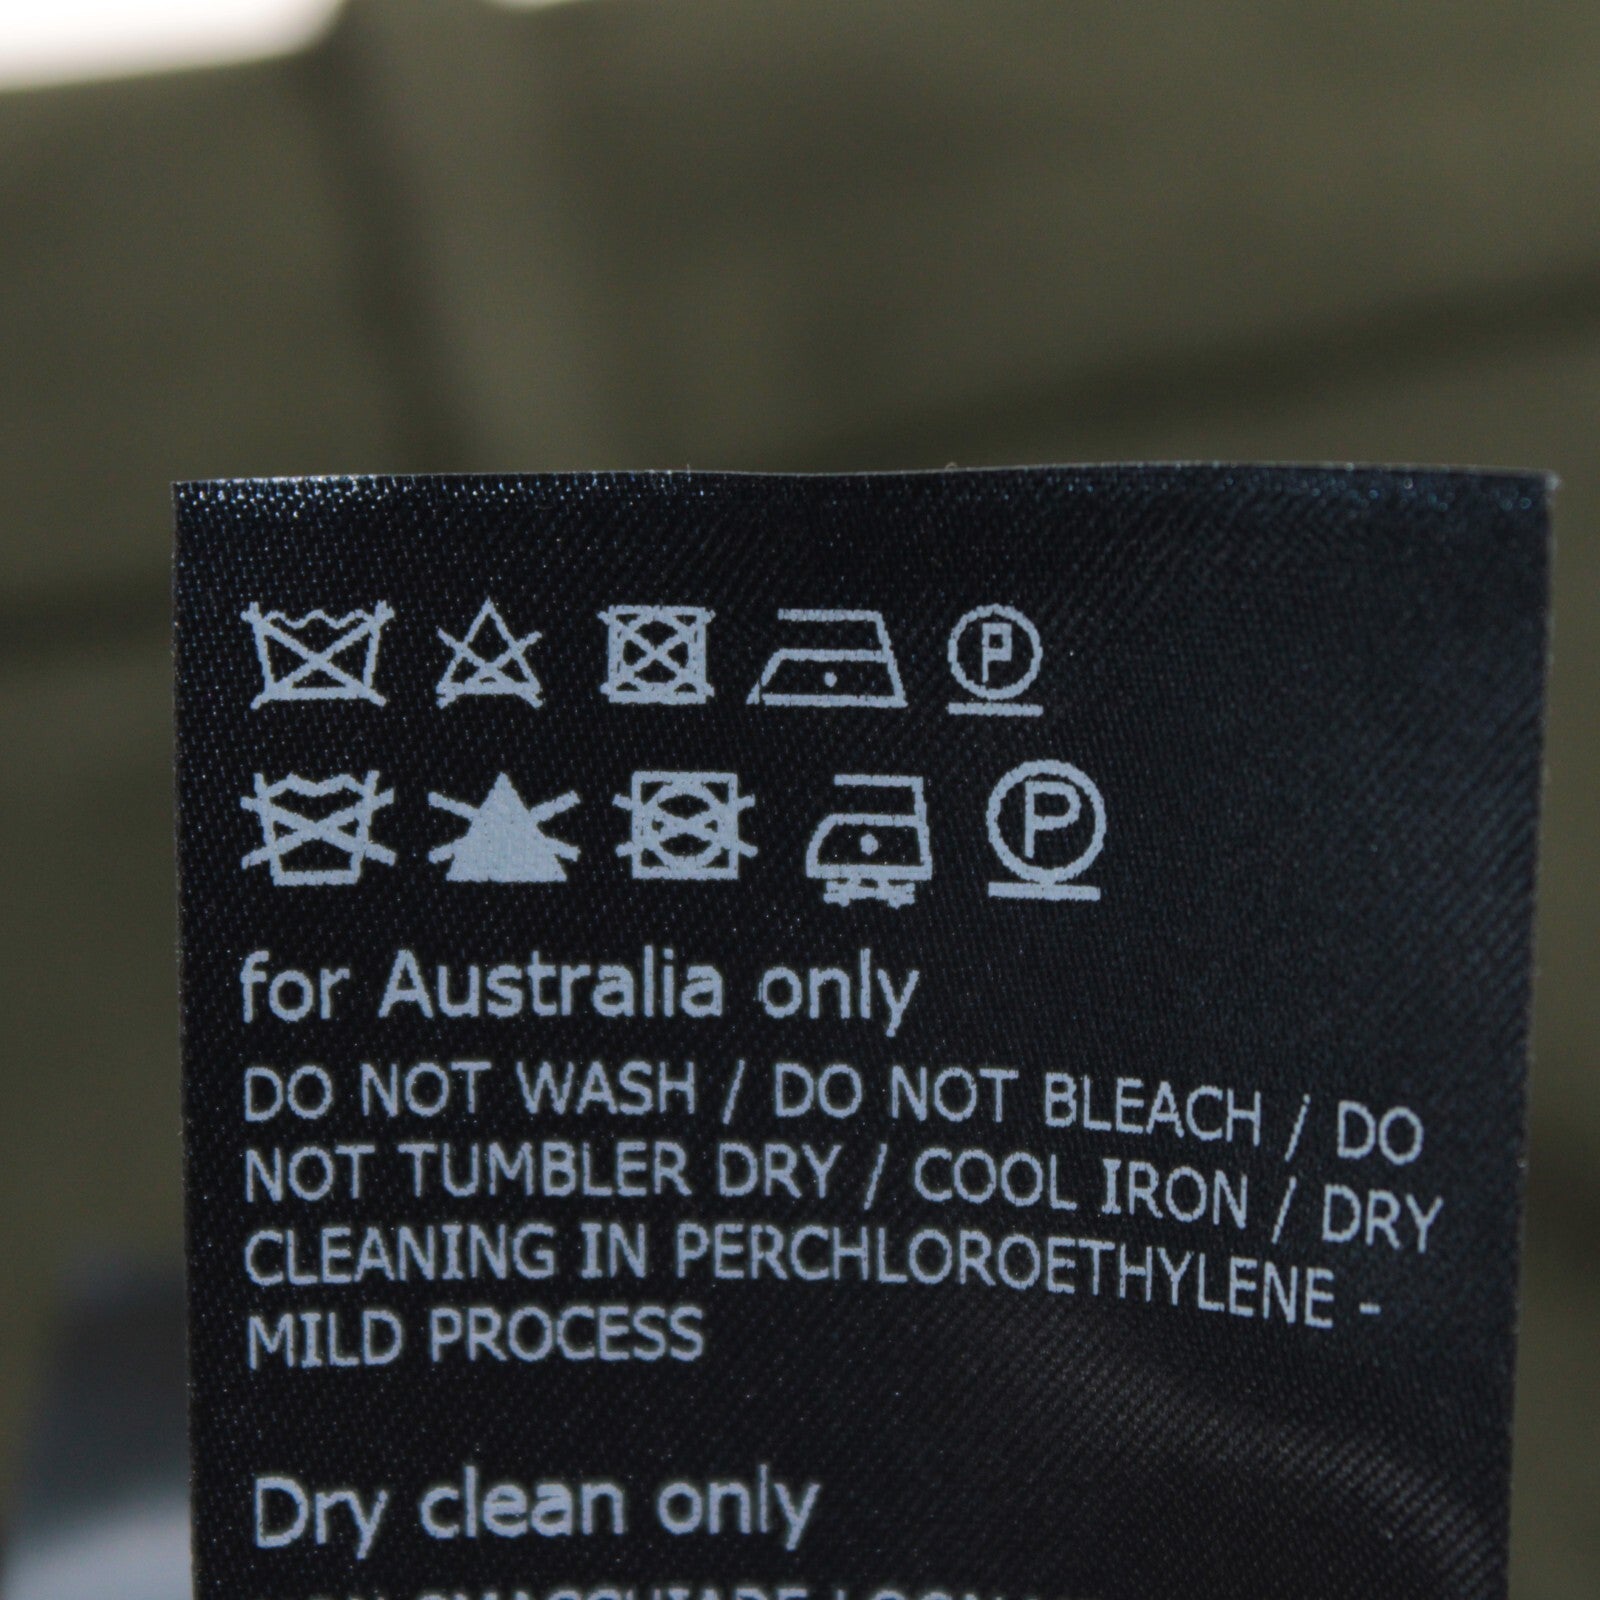 P
P
for Australia only
DO NOT WASH / DO NOT BLEACH / DO
NOT TUMBLER DRY / COOL IRON / DRY
CLEANING IN PERCHLOROETHYLENE -
MILD PROCESS
Dry clean only